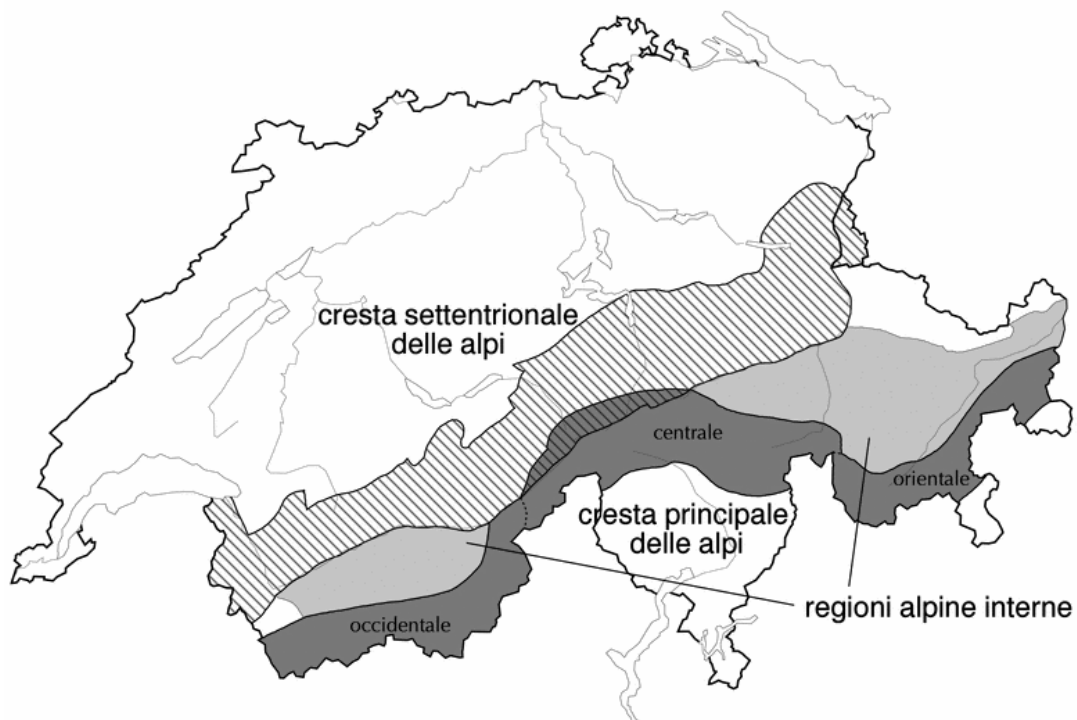 cresta settentrionale
delle alpi
centrale
orientale
cresta principale
delle alpi
regioni alpine interne
occidentale